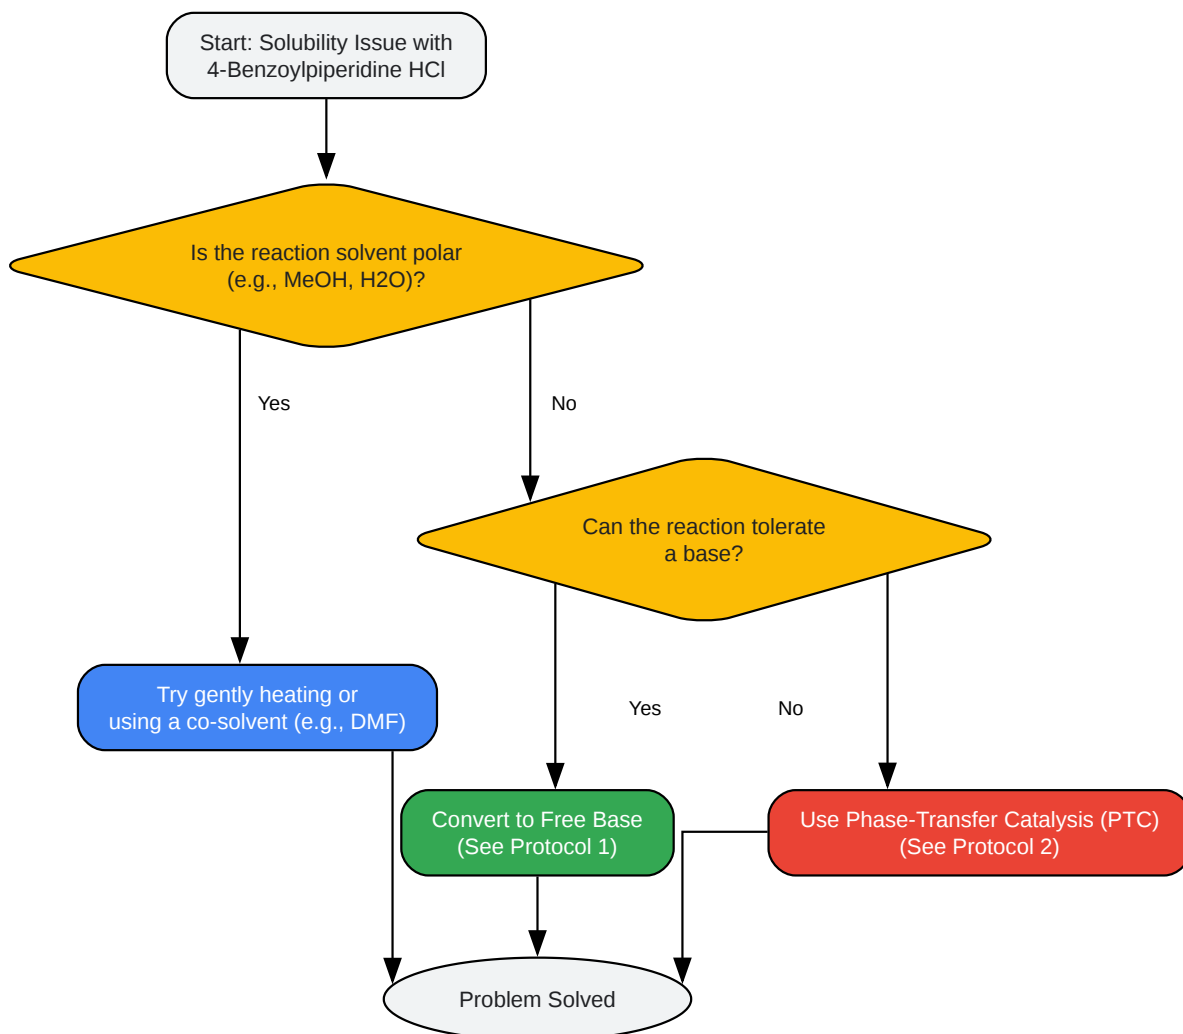 Start: Solubility Issue with
4-Benzoylpiperidine HCl
Is the reaction solvent polar
(e.g., MeOH, H2O)?
Yes
No
Can the reaction tolerate
a base?
Try gently heating or
using a co-solvent (e.g., DMF)
Yes
No
Convert to Free Base
(See Protocol 1)
Use Phase-Transfer Catalysis (PTC)
(See Protocol 2)
Problem Solved